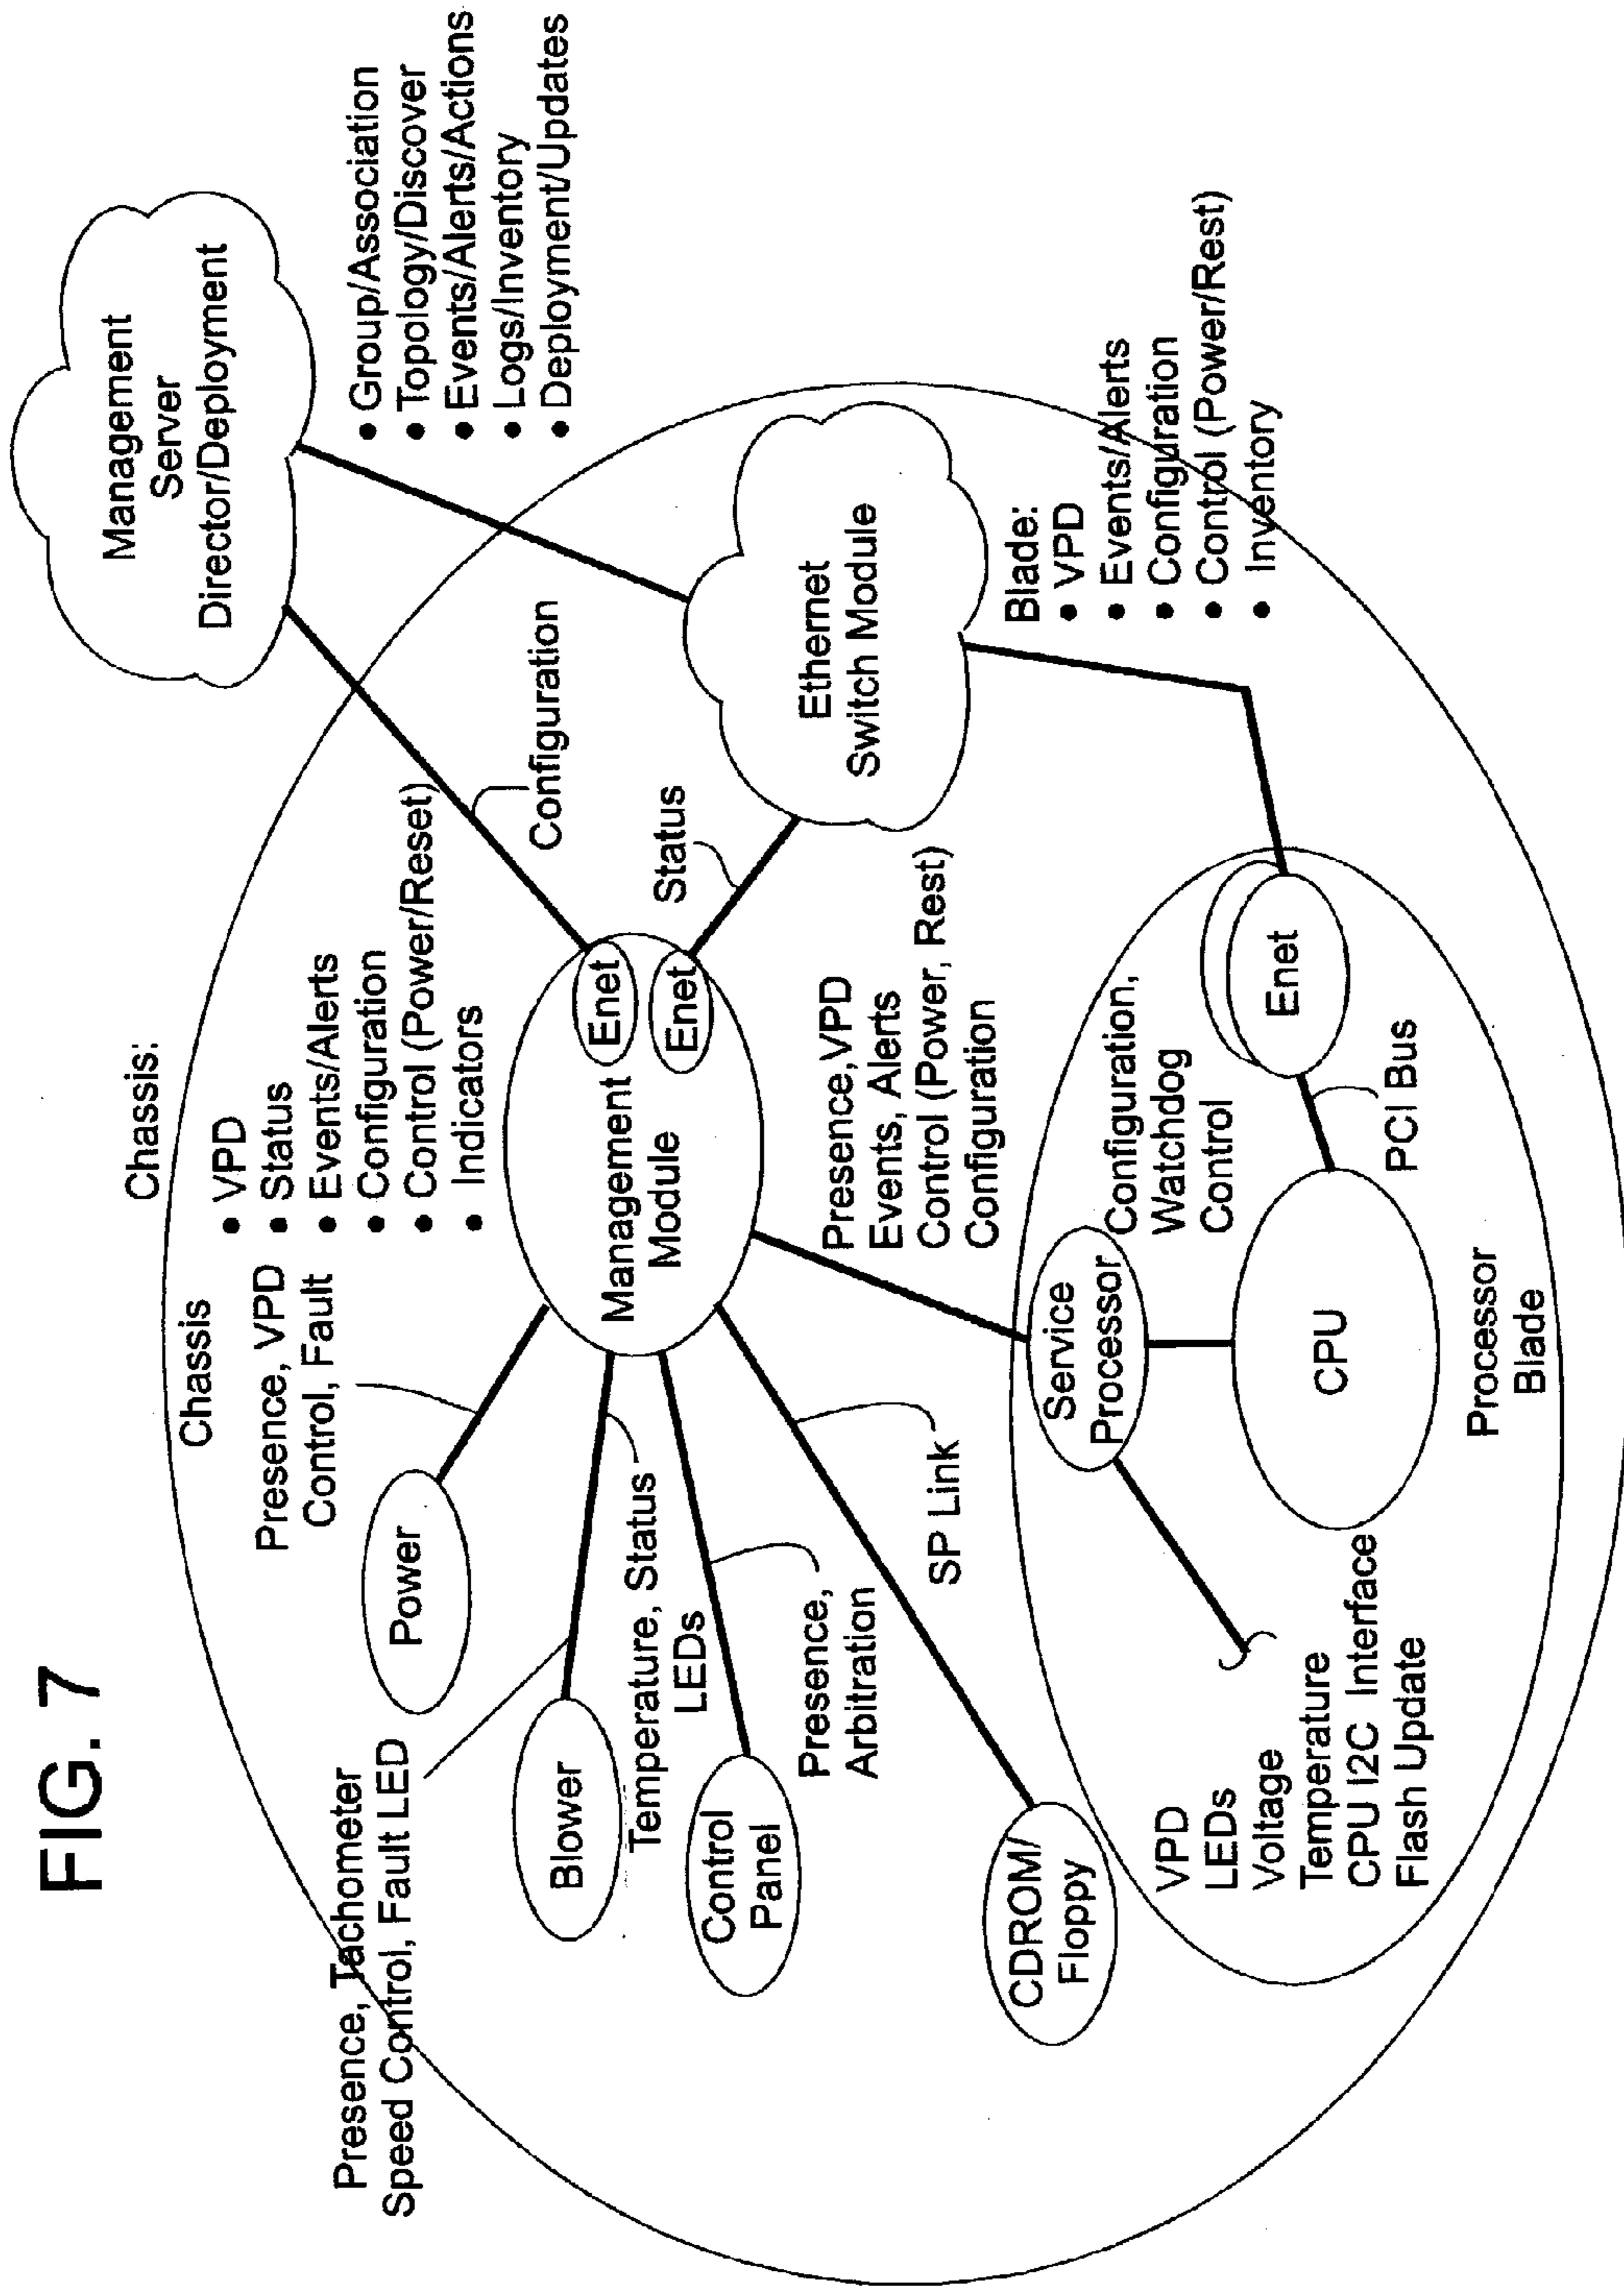 FIG. 7
Management
Server
Director/Deployment
• Group/Association
• Topology/Discover
• Events/Alerts/Actions
• Logs/Inventory
• Deployment/Updates
Chassis:
• VPD
• Status
• Events/Alerts
• Configuration
• Control (Power/Reset)
• Indicators
Chassis
Presence, VPD
Control, Fault
Power
Presence, Tachometer
Speed Control, Fault LED
Blower
Temperature, Status
LEDs
Control
Panel
Presence,
Arbitration
CDROM/
Floppy
SP Link
Management
Module
Enet
Enet
Configuration
Status
Ethernet
Switch Module
Presence,VPD
Events, Alerts
Control (Power, Rest)
Configuration
Blade:
• VPD
• Events/Alerts
• Configuration
• Control (Power/Rest)
• Inventory
Service
Processor
Configuration,
Watchdog
Control
Enet
PCI Bus
CPU
VPD
LEDs
Voltage
Temperature
CPU I2C Interface
Flash Update
Processor
Blade